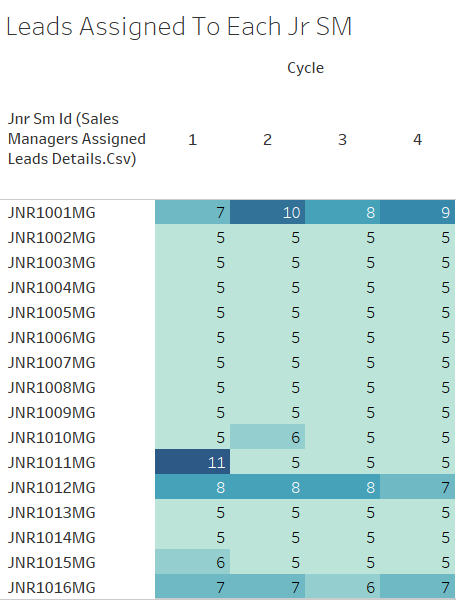 Leads Assigned To Each Jr SM
Cycle
Jnr Sm Id (Sales
Managers Assigned
Leads Details.Csv)
1 2 3 4
JNR1001MG 7 10 8 9
JNR1002MG 5 5 5 5
JNR1003MG 5 5 5 5
JNR1004MG 5 5 5 5
JNR1005MG 5 5 5 5
JNR1006MG 5 5 5 5
JNR1007MG 5 5 5 5
JNR1008MG 5 5 5 5
JNR1009MG 5 5 5 5
JNR1010MG 5 6 5 5
JNR1011MG 11 5 5 5
JNR1012MG 8 8 8 7
JNR1013MG 5 5 5 5
JNR1014MG 5 5 5 5
JNR1015MG 6 5 5 5
JNR1016MG 7 7 6 7